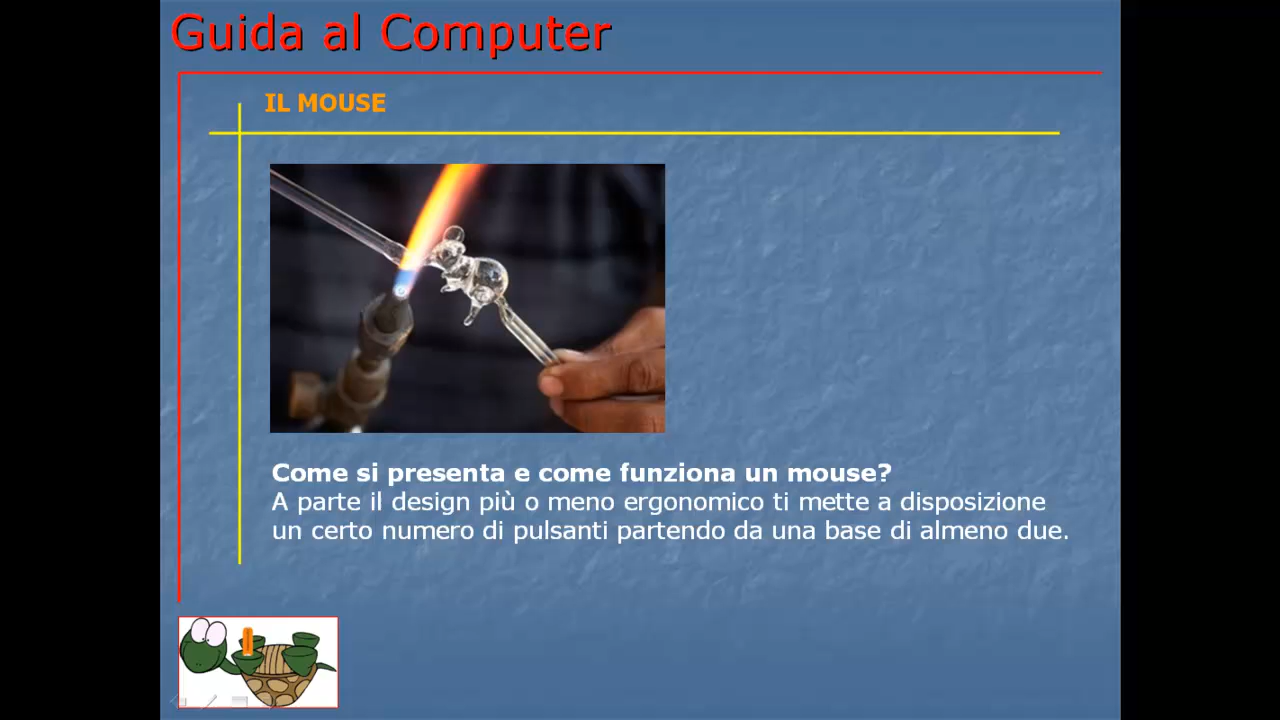 Guida al Computer
IL MOUSE
Come si presenta e come funziona un mouse?
A parte il design più o meno ergonomico ti mette a disposizione
un certo numero di pulsanti partendo da una base di almeno due.